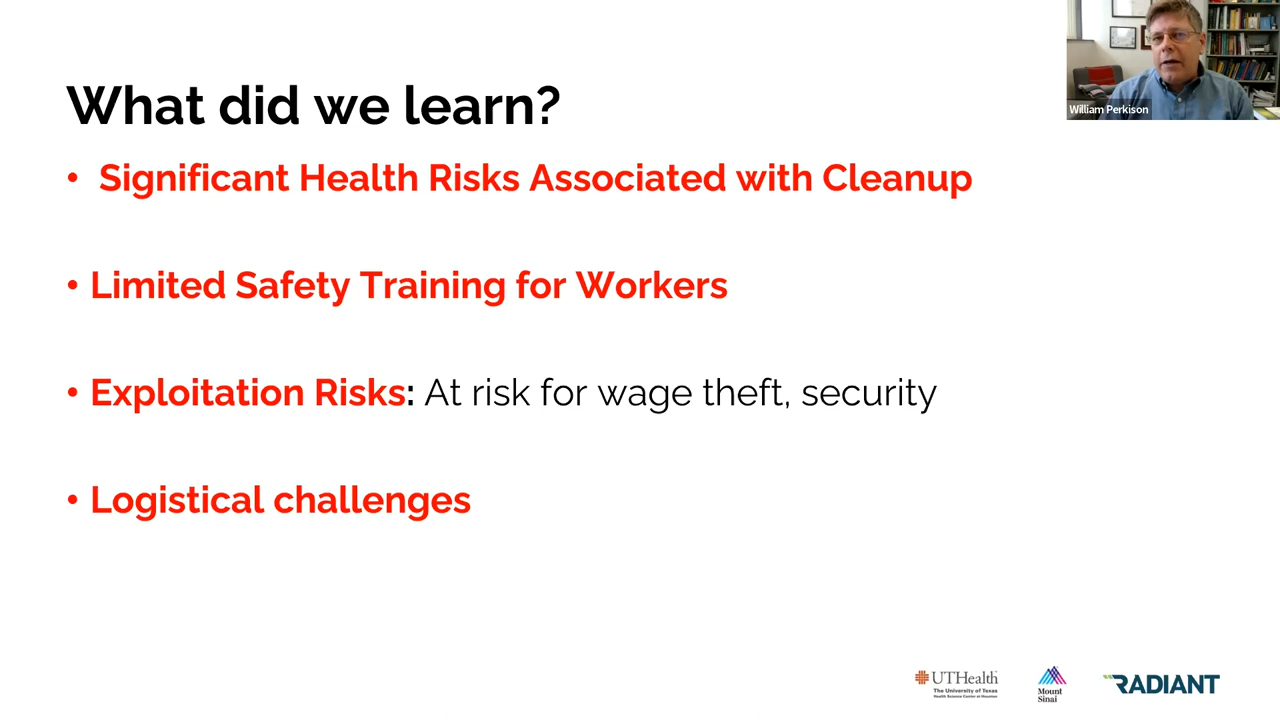 What did we learn?
• Significant Health Risks Associated with Cleanup
• Limited Safety Training for Workers
• Exploitation Risks: At risk for wage theft, security
• Logistical challenges
William Perkison
UTHealth
The University of Texas
Health Science Center at Houston
Mount
Sinai
RADIANT